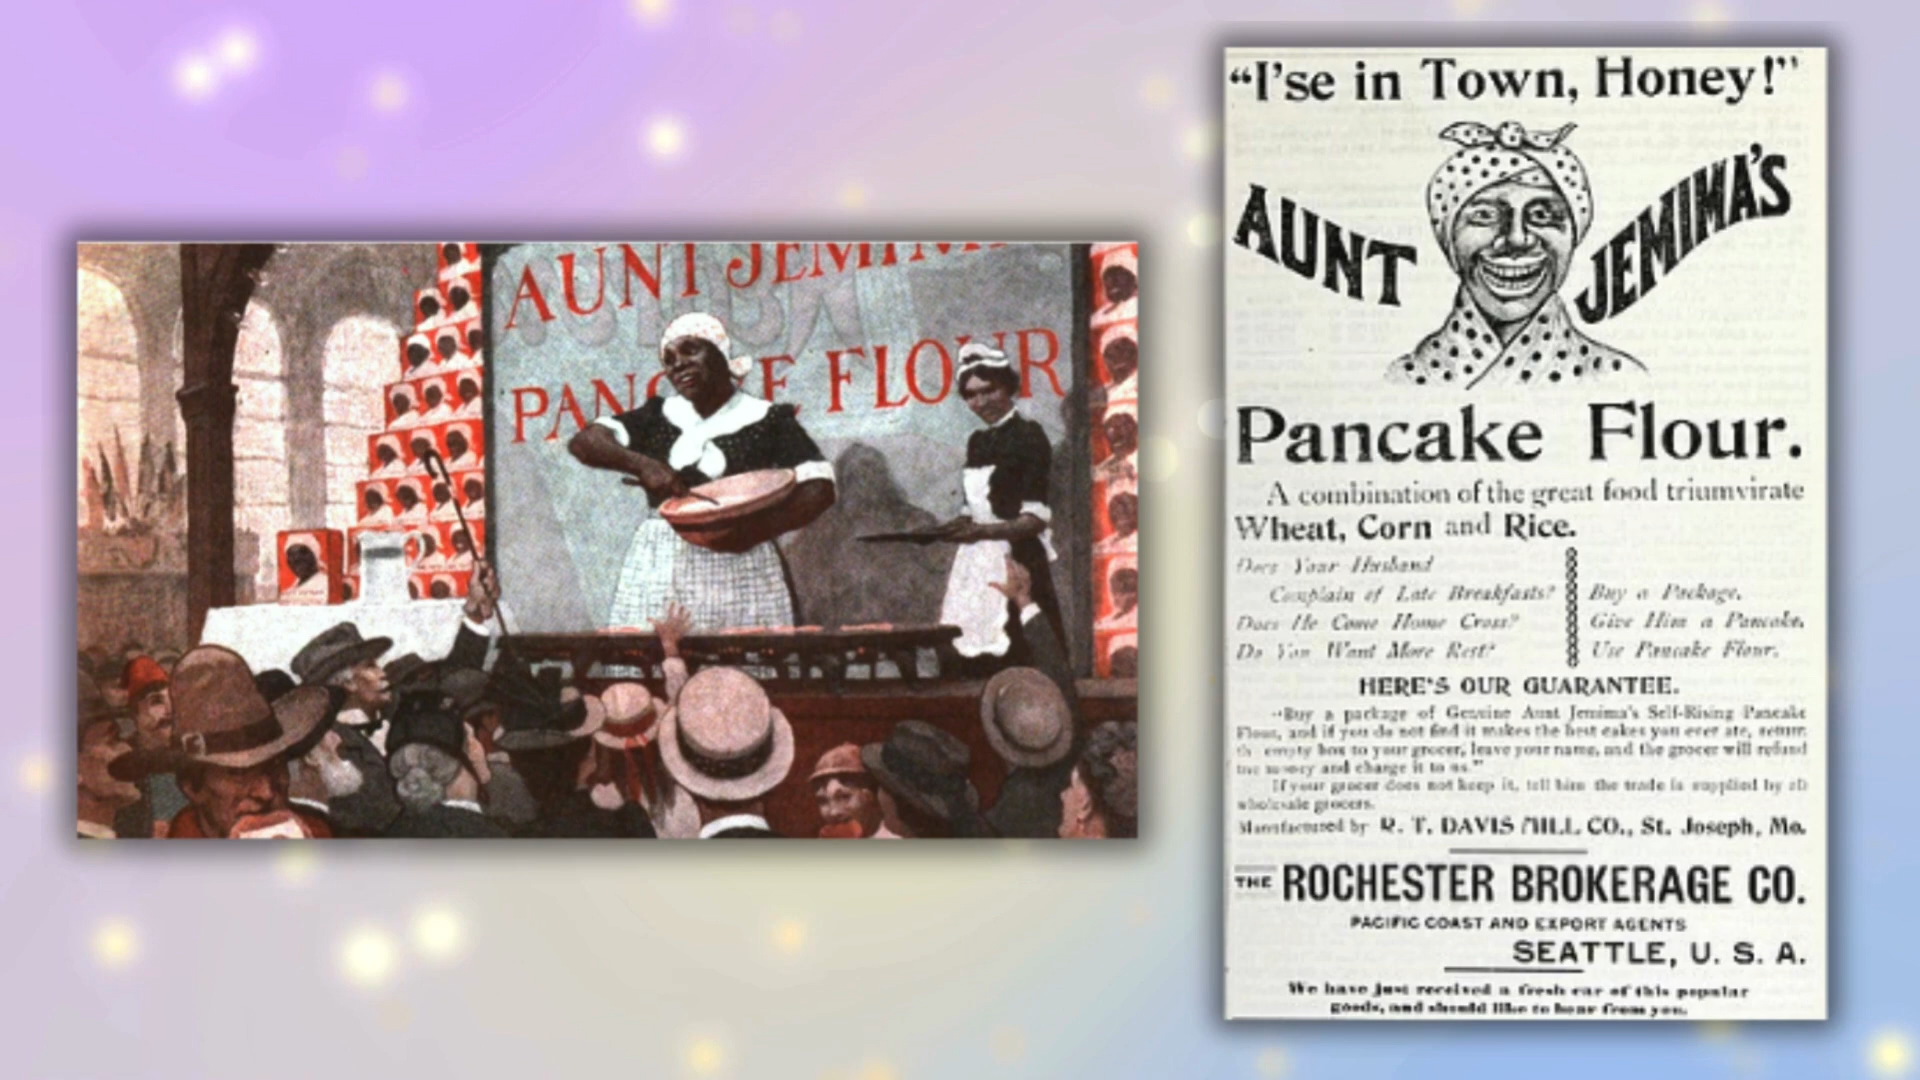 AUNT JEMIM
PANC KE FLOUR
"I'se in Town, Honey!"
AUNT JEMIMA'S
Pancake Flour.
A combination of the great food triumvirate
Wheat, Corn and Rice.
Does Your Husband
Complain of Late Breakfasts?
Does He Come Home Cross?
Do You Want More Rest?
Buy a Package.
Give Him a Pancake.
Use Pancake Flour.
HERE'S OUR GUARANTEE.
"Buy a package of Genuine Aunt Jemima's Self-Rising Pancake
Flour, and if you do not find it makes the best cakes you ever ate, return
the empty box to your grocer, leave your name, and the grocer will refund
the money and charge it to us."
If your grocer does not keep it, tell him the trade is supplied by all
wholesale grocers.
Manufactured by R. T. DAVIS MILL CO., St. Joseph, Mo.
THE ROCHESTER BROKERAGE CO.
PACIFIC COAST AND EXPORT AGENTS
SEATTLE, U. S. A.
We have just received a fresh car of this popular
goods, and should like to hear from you.